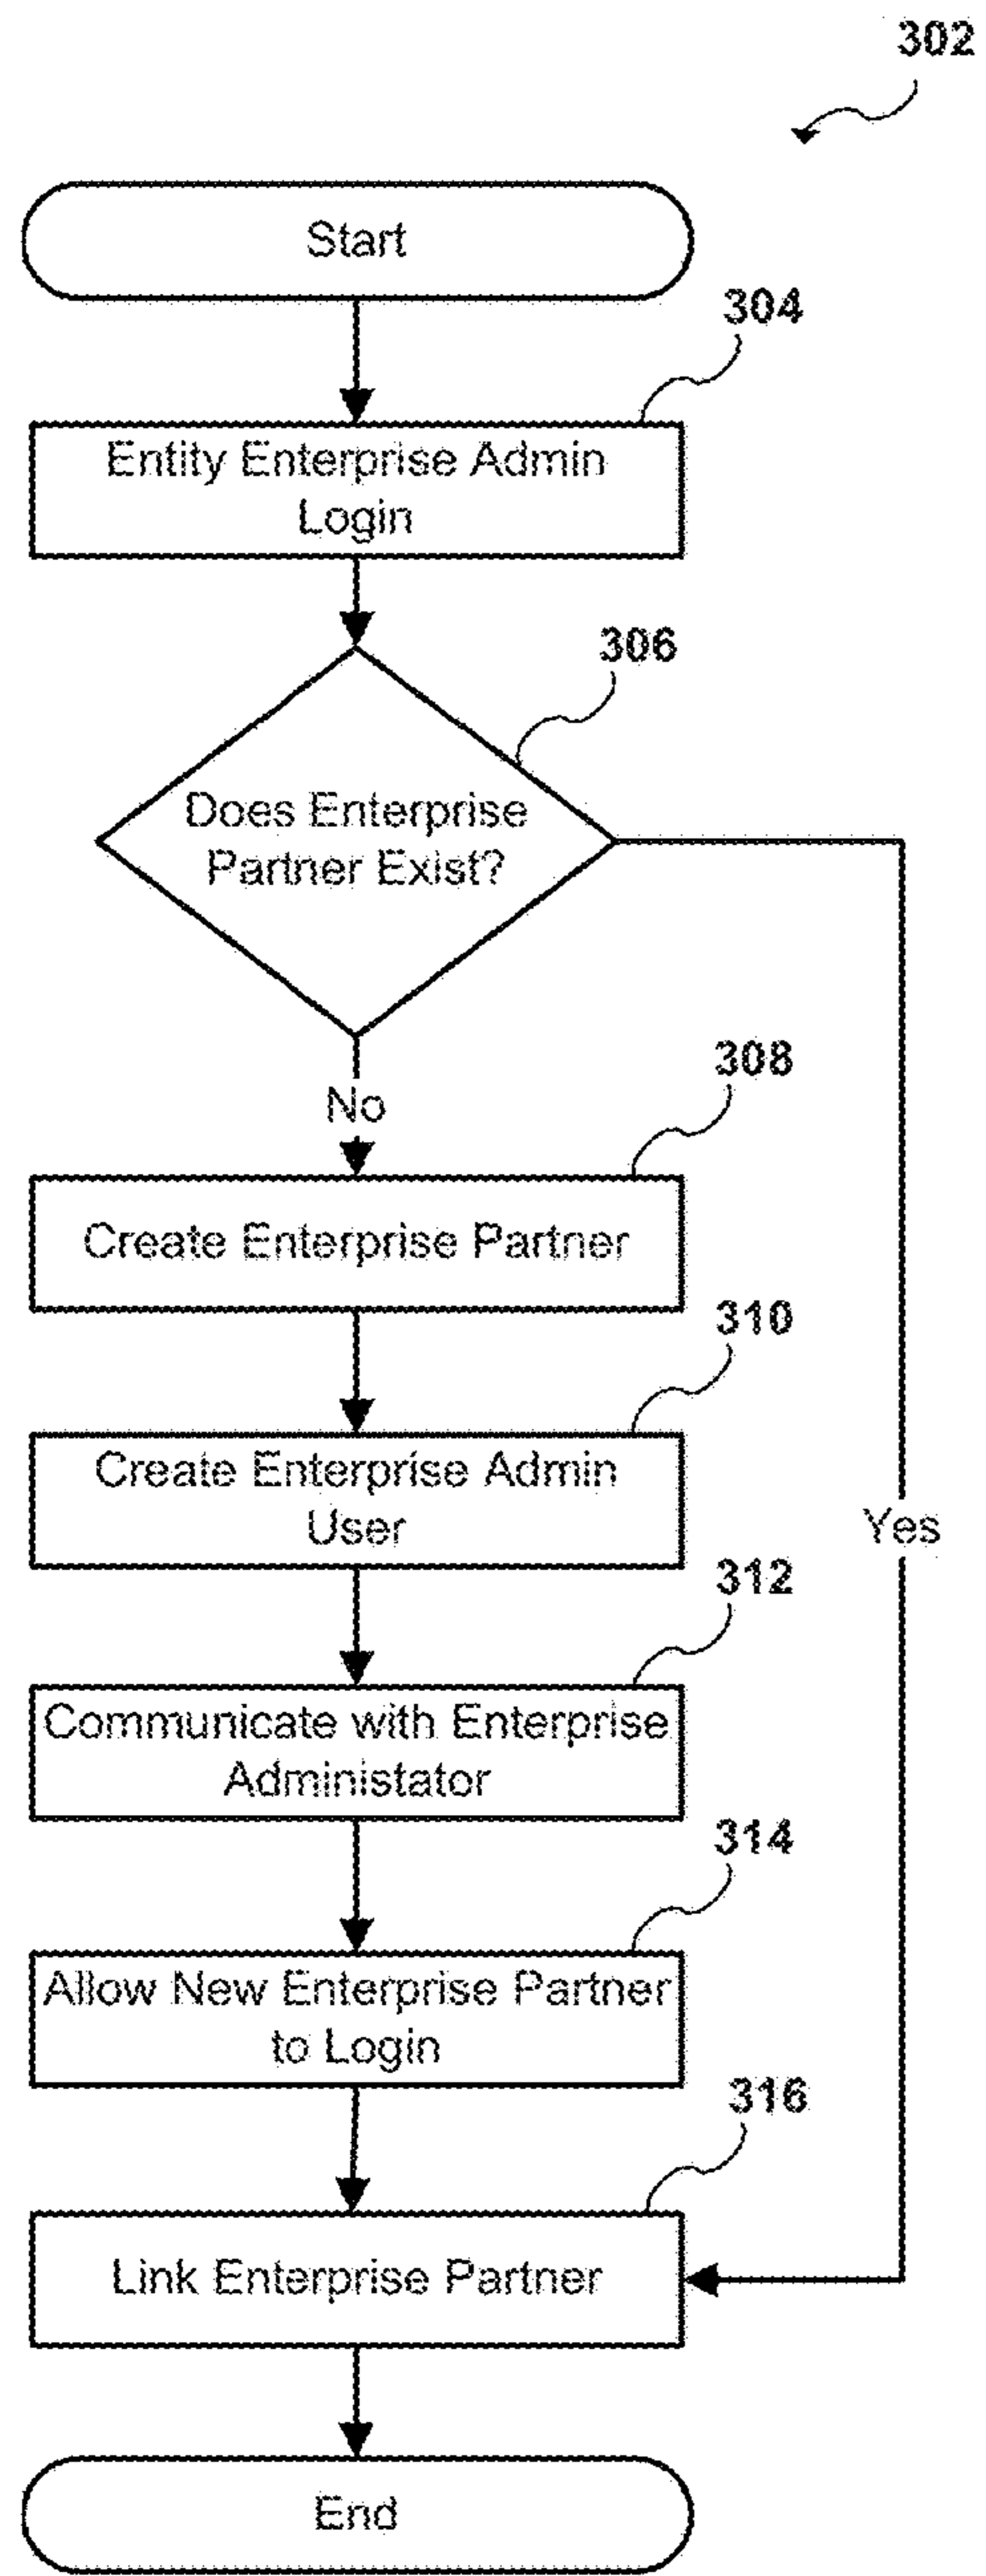 302
Start
304
Entity Enterprise Admin
Login
306
Does Enterprise
Partner Exist?
308
No
Create Enterprise Partner
310
Create Enterprise Admin
User
Yes
312
Communicate with Enterprise
Administator
314
Allow New Enterprise Partner
to Login
316
Link Enterprise Partner
End